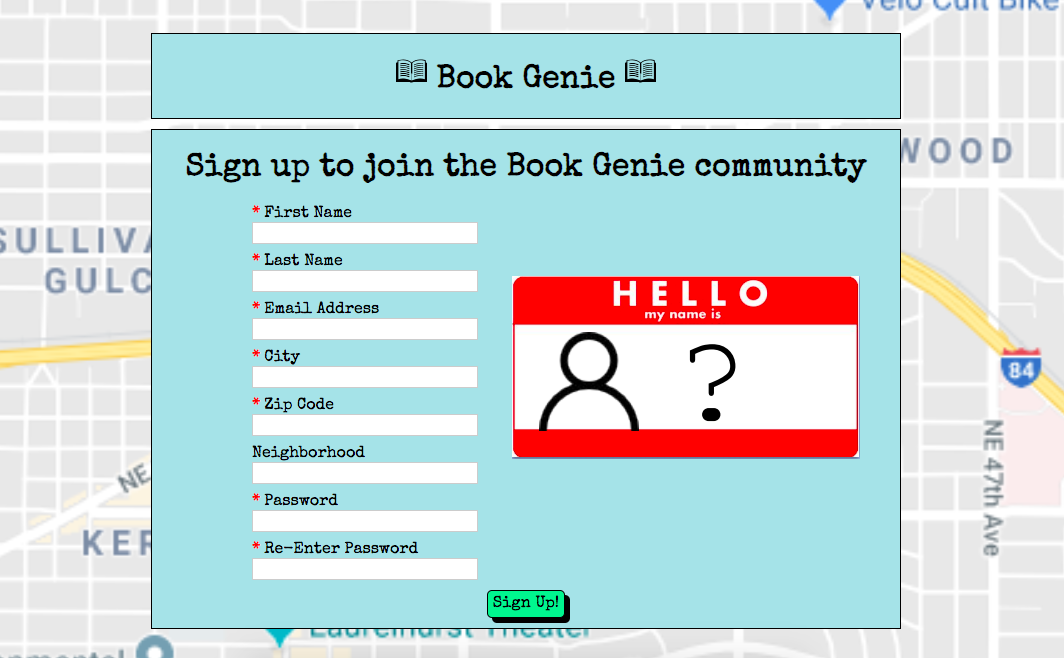 Velo Cult Bike
Book Genie
Sign up to join the Book Genie community
WOOD
* First Name
SULLIVA
GULC
* Last Name
HELLO
my name is
* Email Address
?
* City
84
* Zip Code
Neighborhood
NE
NE 47th Ave
* Password
KER
* Re-Enter Password
Sign Up!
Laurelhurst Theater